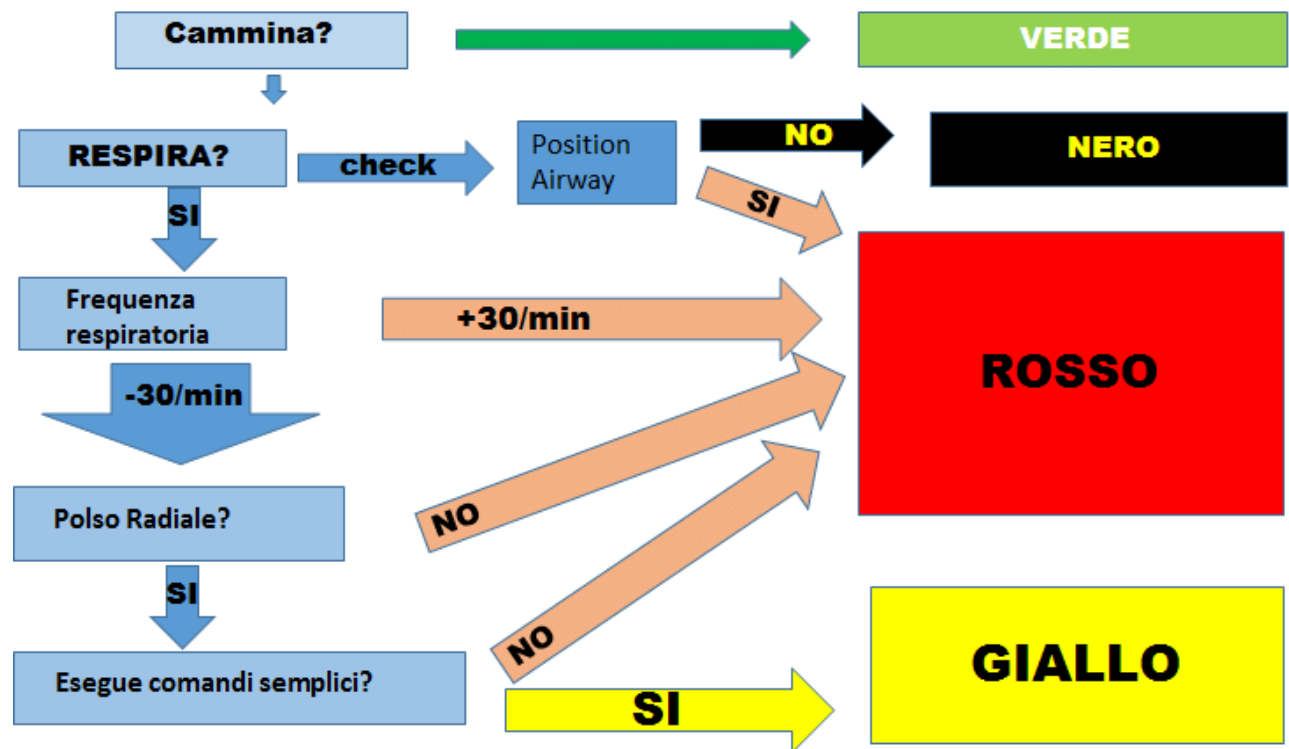 Cammina?
VERDE
RESPIRA?
check
Position
Airway
NO
NERO
SI
SI
Frequenza
respiratoria
+30/min
ROSSO
-30/min
Polso Radiale?
NO
SI
Esegue comandi semplici?
NO
SI
GIALLO